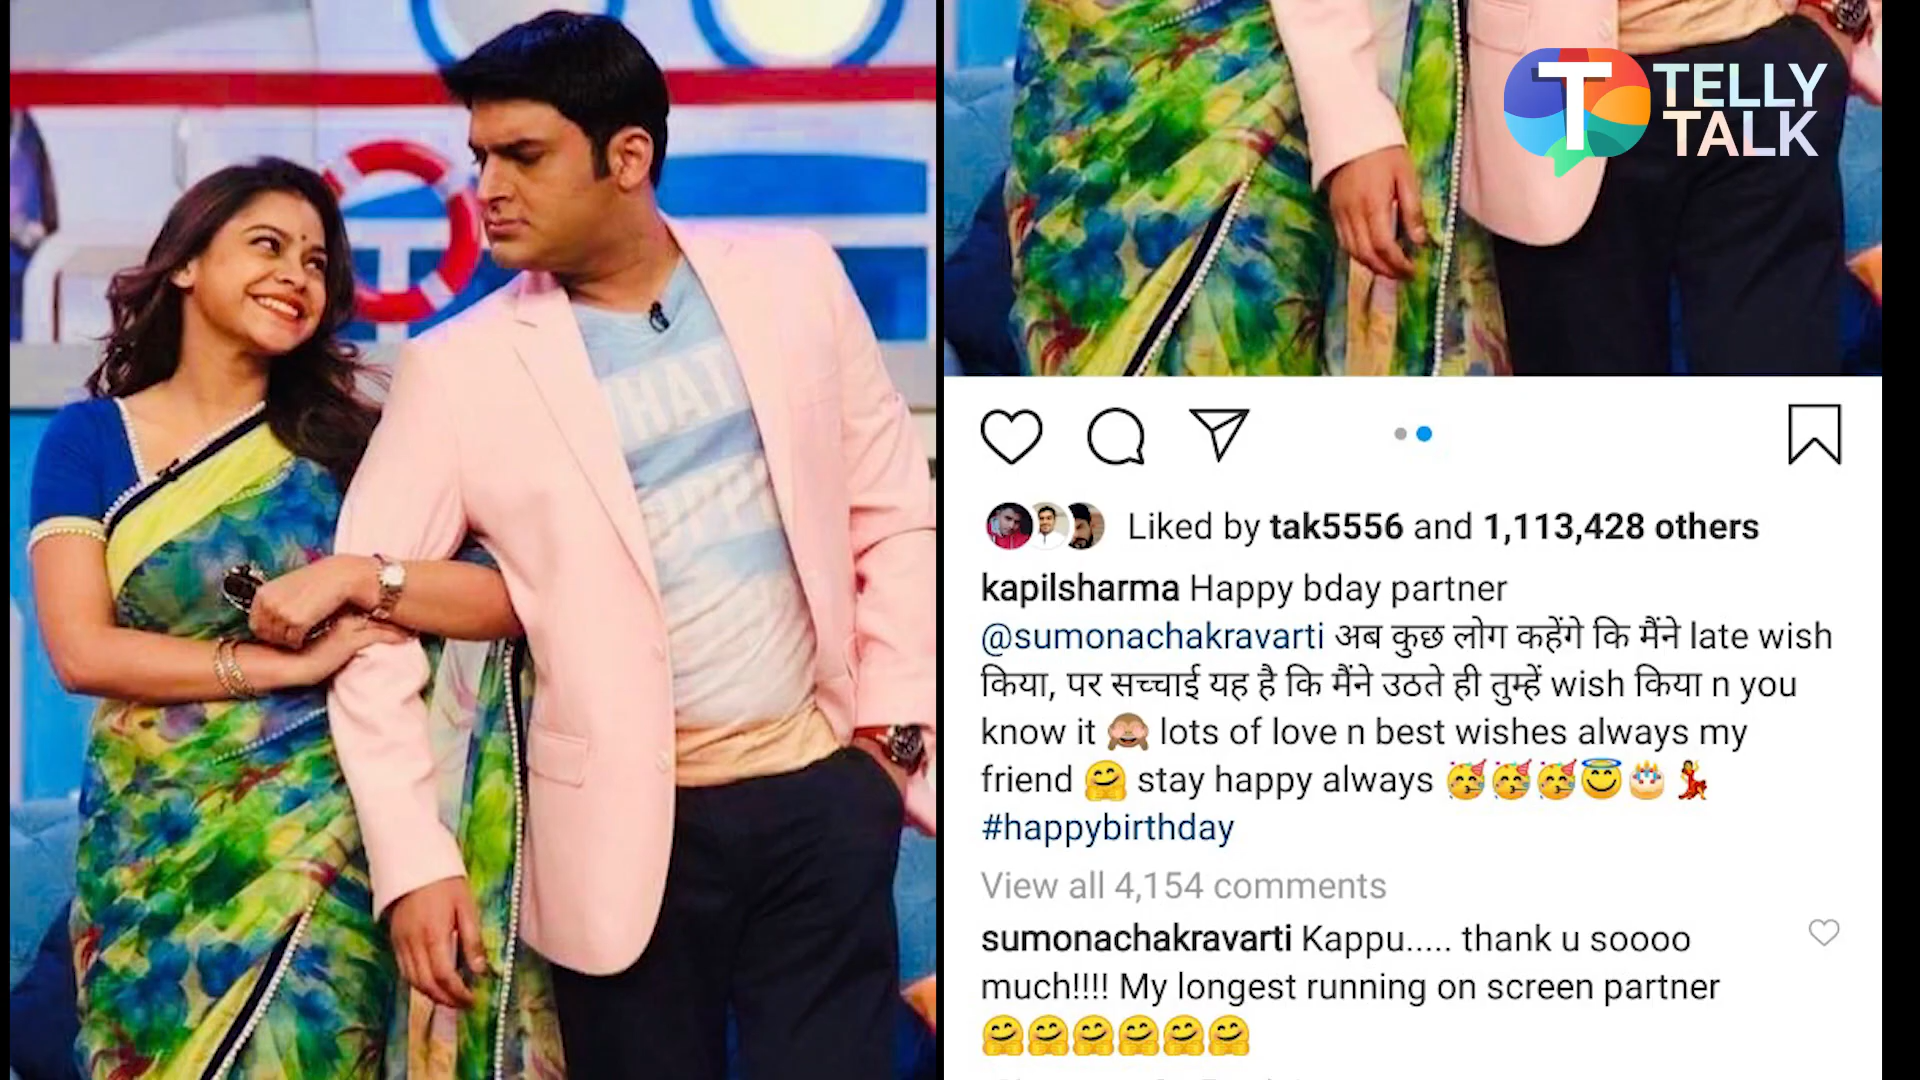 TELLY
TALK
HAT
Liked by tak5556 and 1,113,428 others
kapilsharma Happy bday partner
@sumonachakravarti अब कुछ लोग कहेंगे कि मैंने late wish
किया, पर सच्चाई यह है कि मैंने उठते ही तुम्हें wish किया n you
know it 🙈 lots of love n best wishes always my
friend 🤗 stay happy always 🥳🥳🥳😇🎂💃
#happybirthday
View all 4,154 comments
sumonachakravarti Kappu..... thank u soooo
much!!!! My longest running on screen partner
🤗🤗🤗🤗🤗🤗